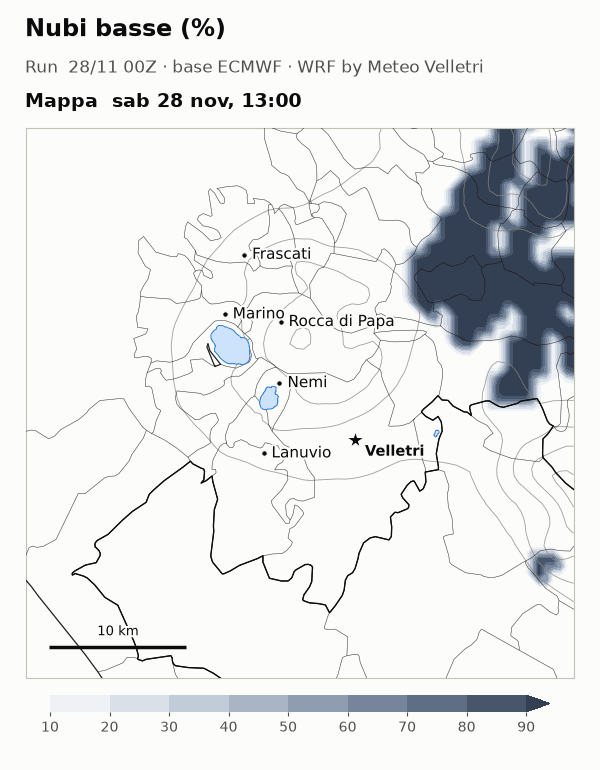 Nubi basse (%)
Run  28/11 00Z · base ECMWF · WRF by Meteo Velletri
Mappa  sab 28 nov, 13:00
Frascati
Marino
Rocca di Papa
Nemi
Velletri
Lanuvio
10 km
10 20 30 40 50 60 70 80 90